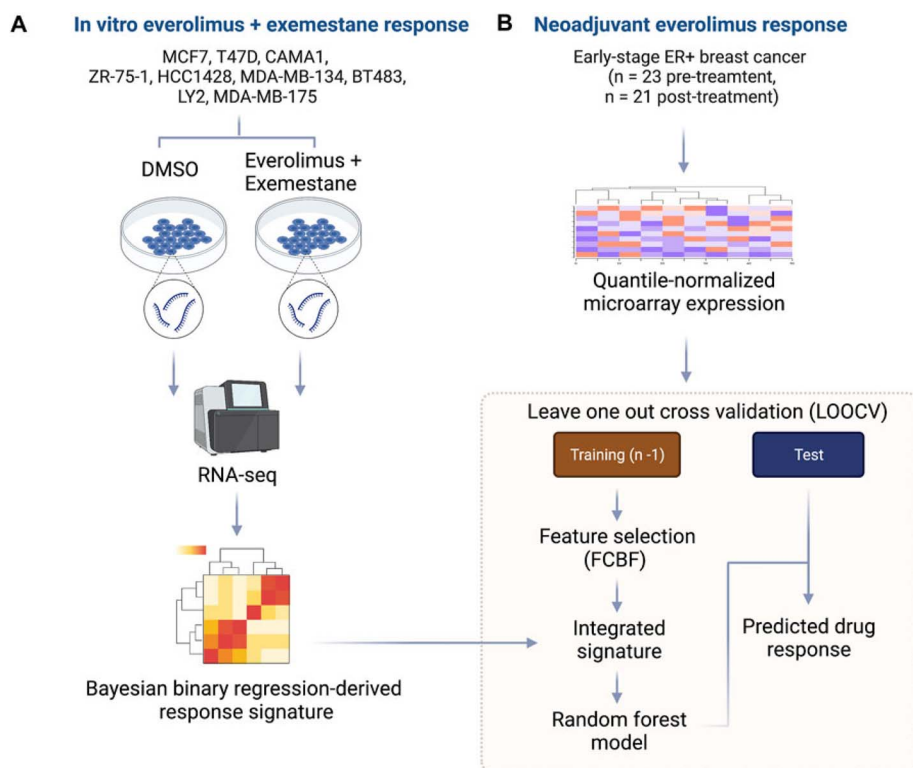 A
In vitro everolimus + exemestane response
MCF7, T47D, CAMA1,
ZR-75-1, HCC1428, MDA-MB-134, BT483,
LY2, MDA-MB-175
DMSO
Everolimus +
Exemestane
RNA-seq
Bayesian binary regression-derived
response signature
B
Neoadjuvant everolimus response
Early-stage ER+ breast cancer
(n = 23 pre-treamtent,
n = 21 post-treatment)
Quantile-normalized
microarray expression
Leave one out cross validation (LOOCV)
Training (n -1)
Test
Feature selection
(FCBF)
Integrated
signature
Random forest
model
Predicted drug
response